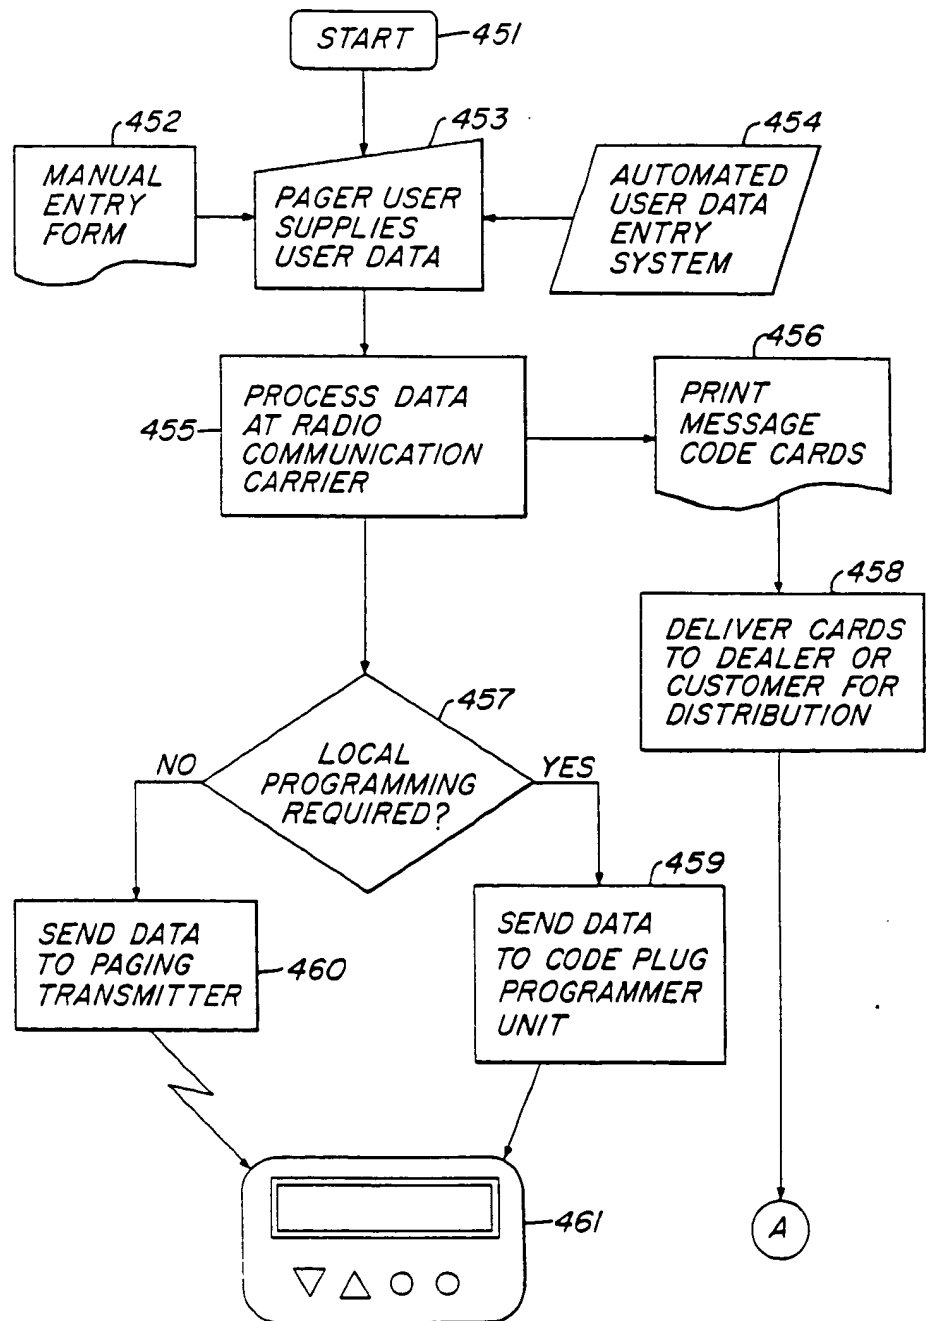 START
451
452
453
454
MANUAL
ENTRY
FORM
PAGER USER
SUPPLIES
USER DATA
AUTOMATED
USER DATA
ENTRY
SYSTEM
455
PROCESS DATA
AT RADIO
COMMUNICATION
CARRIER
456
PRINT
MESSAGE
CODE CARDS
458
DELIVER CARDS
TO DEALER OR
CUSTOMER FOR
DISTRIBUTION
457
LOCAL
PROGRAMMING
REQUIRED?
NO
YES
460
SEND DATA
TO PAGING
TRANSMITTER
459
SEND DATA
TO CODE PLUG
PROGRAMMER
UNIT
461
A